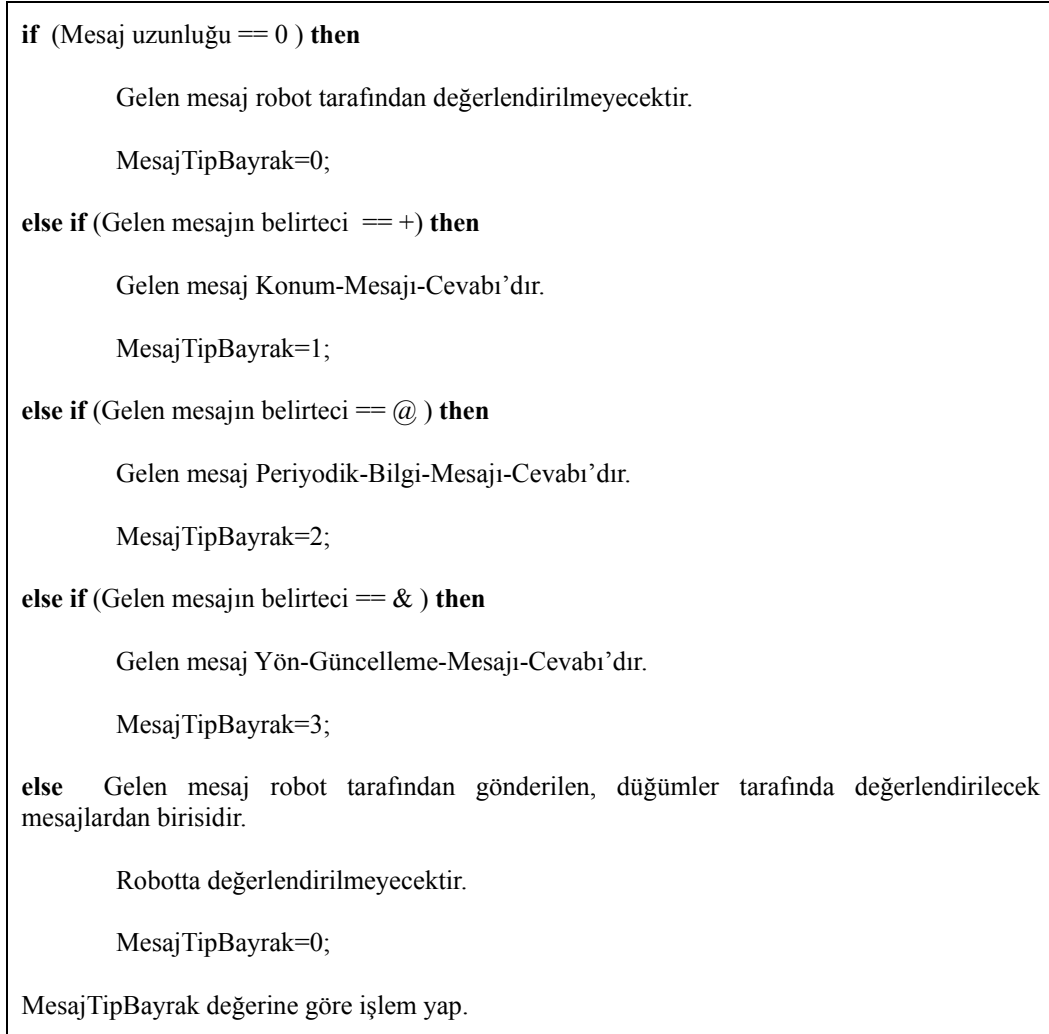 if (Mesaj uzunluğu == 0 ) then
Gelen mesaj robot tarafından değerlendirilmeyecektir.
MesajTipBayrak=0;
else if (Gelen mesajın belirteci == +) then
Gelen mesaj Konum-Mesajı-Cevabı’dır.
MesajTipBayrak=1;
else if (Gelen mesajın belirteci == @ ) then
Gelen mesaj Periyodik-Bilgi-Mesajı-Cevabı’dır.
MesajTipBayrak=2;
else if (Gelen mesajın belirteci == & ) then
Gelen mesaj Yön-Güncelleme-Mesajı-Cevabı’dır.
MesajTipBayrak=3;
else Gelen mesaj robot tarafından gönderilen, düğümler tarafında değerlendirilecek
mesajlardan birisidir.
Robotta değerlendirilmeyecektir.
MesajTipBayrak=0;
MesajTipBayrak değerine göre işlem yap.